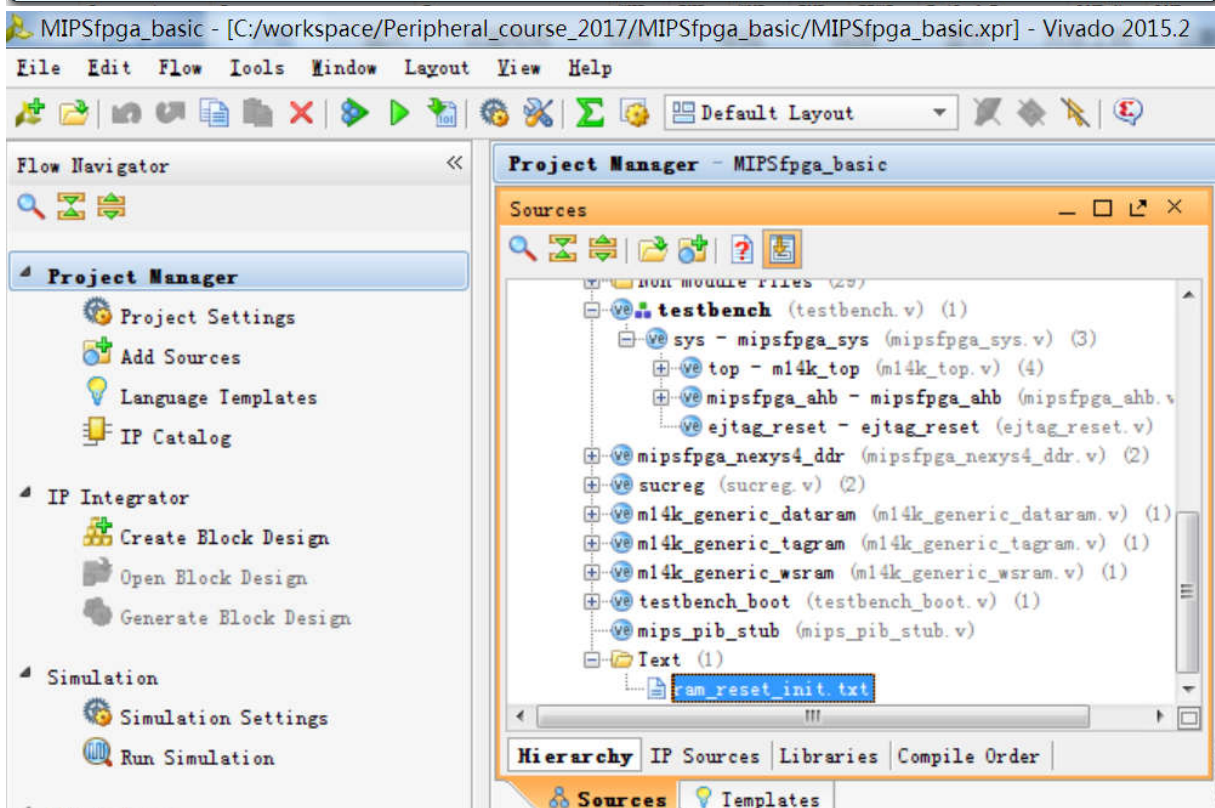 MIPSfpga_basic - [C:/workspace/Peripheral_course_2017/MIPSfpga_basic/MIPSfpga_basic.xpr] - Vivado 2015.2
File Edit Flow Tools Window Layout View Help
Default Layout
Flow Navigator
Project Manager
Project Settings
Add Sources
Language Templates
IP Catalog
IP Integrator
Create Block Design
Open Block Design
Generate Block Design
Simulation
Simulation Settings
Run Simulation
Project Manager - MIPSfpga_basic
Sources
Non module Files (29)
testbench (testbench.v) (1)
sys - mipsfpga_sys (mipsfpga_sys.v) (3)
top - m14k_top (m14k_top.v) (4)
mipsfpga_ahb - mipsfpga_ahb (mipsfpga_ahb.v
ejtag_reset - ejtag_reset (ejtag_reset.v)
mipsfpga_nexys4_ddr (mipsfpga_nexys4_ddr.v) (2)
sucreg (sucreg.v) (2)
m14k_generic_dataram (m14k_generic_dataram.v) (1)
m14k_generic_tagram (m14k_generic_tagram.v) (1)
m14k_generic_wsram (m14k_generic_wsram.v) (1)
testbench_boot (testbench_boot.v) (1)
mips_pib_stub (mips_pib_stub.v)
Text (1)
ram_reset_init.txt
Hierarchy IP Sources Libraries Compile Order
Sources Templates